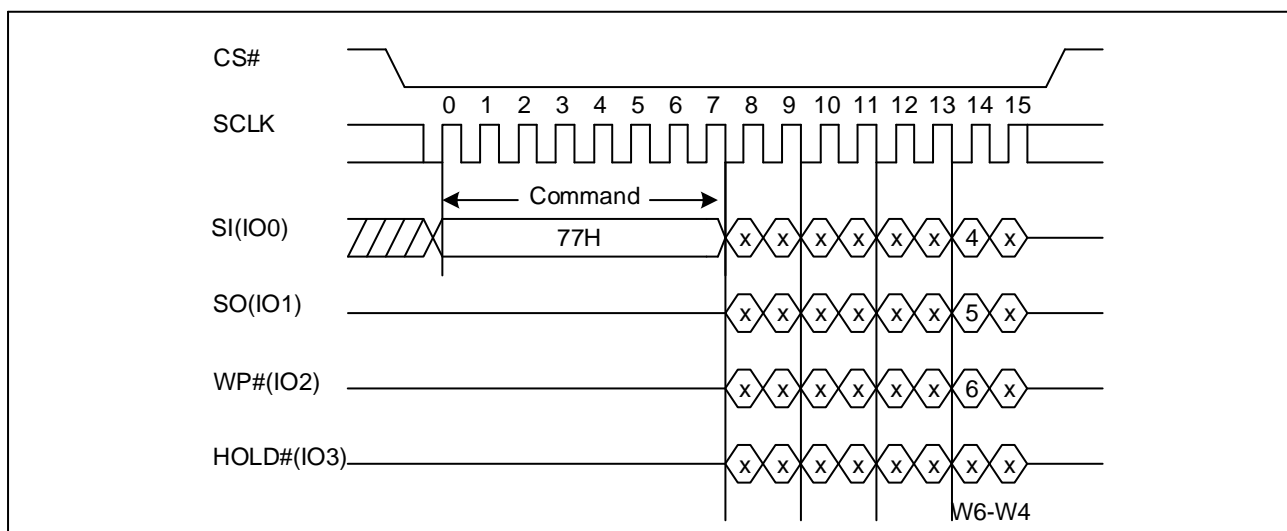 CS#
0 1 2 3 4 5 6 7 8 9 10 11 12 13 14 15
SCLK
Command
SI(IO0)
77H
x x x x x x 4 x
SO(IO1)
x x x x x x 5 x
WP#(IO2)
x x x x x x 6 x
HOLD#(IO3)
x x x x x x x x
W6-W4